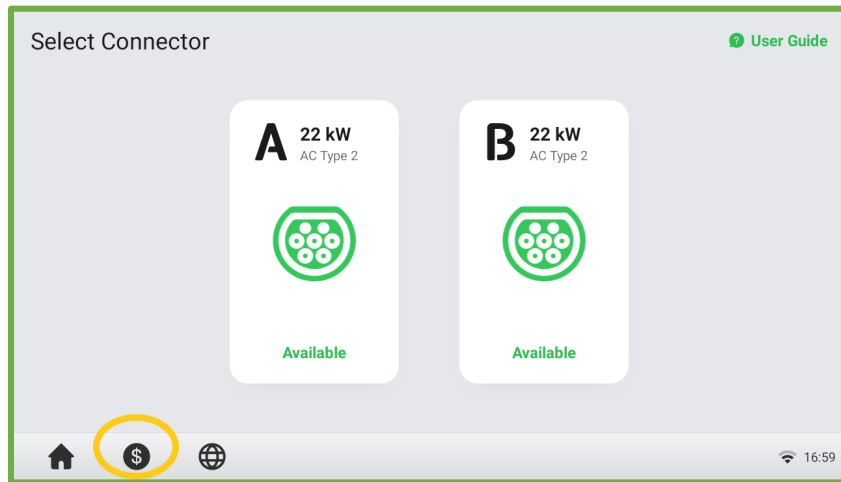 Select Connector
? User Guide
A 22 kW
AC Type 2
B 22 kW
AC Type 2
Available
Available
$
16:59